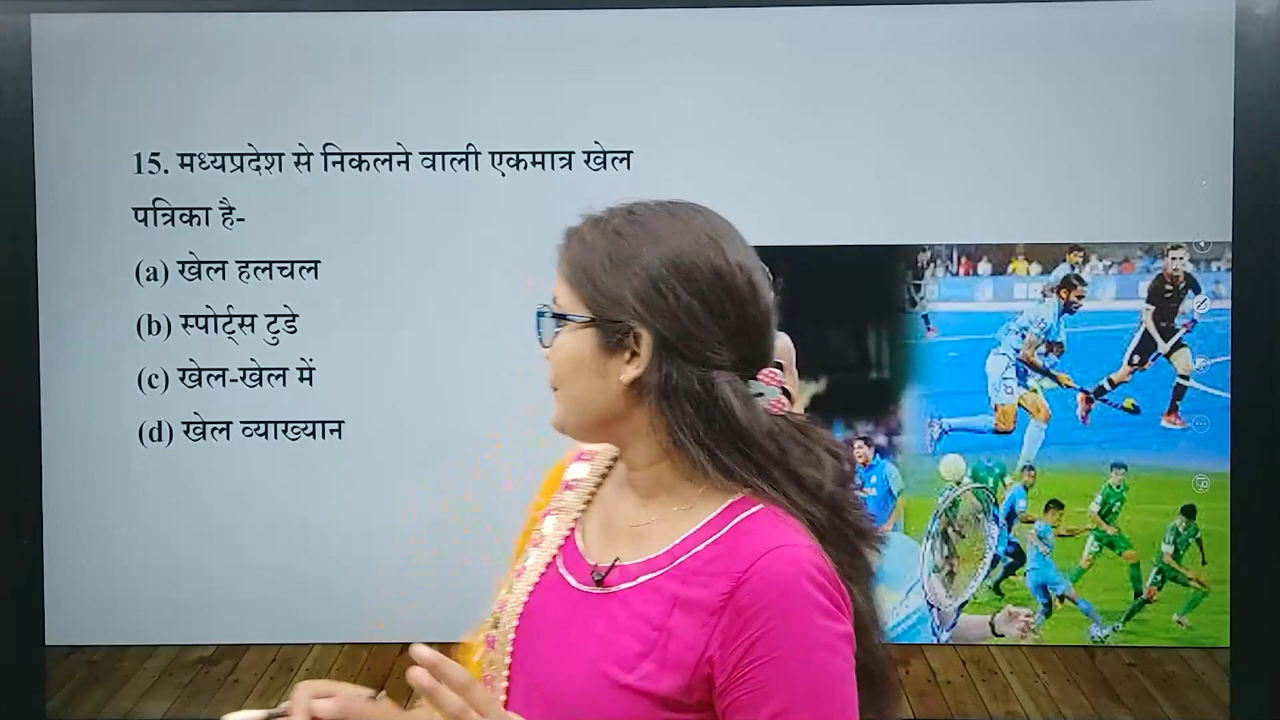 15. मध्यप्रदेश से निकलने वाली एकमात्र खेल
पत्रिका है-
(a) खेल हलचल
(b) स्पोर्ट्स टुडे
(c) खेल-खेल में
(d) खेल व्याख्यान